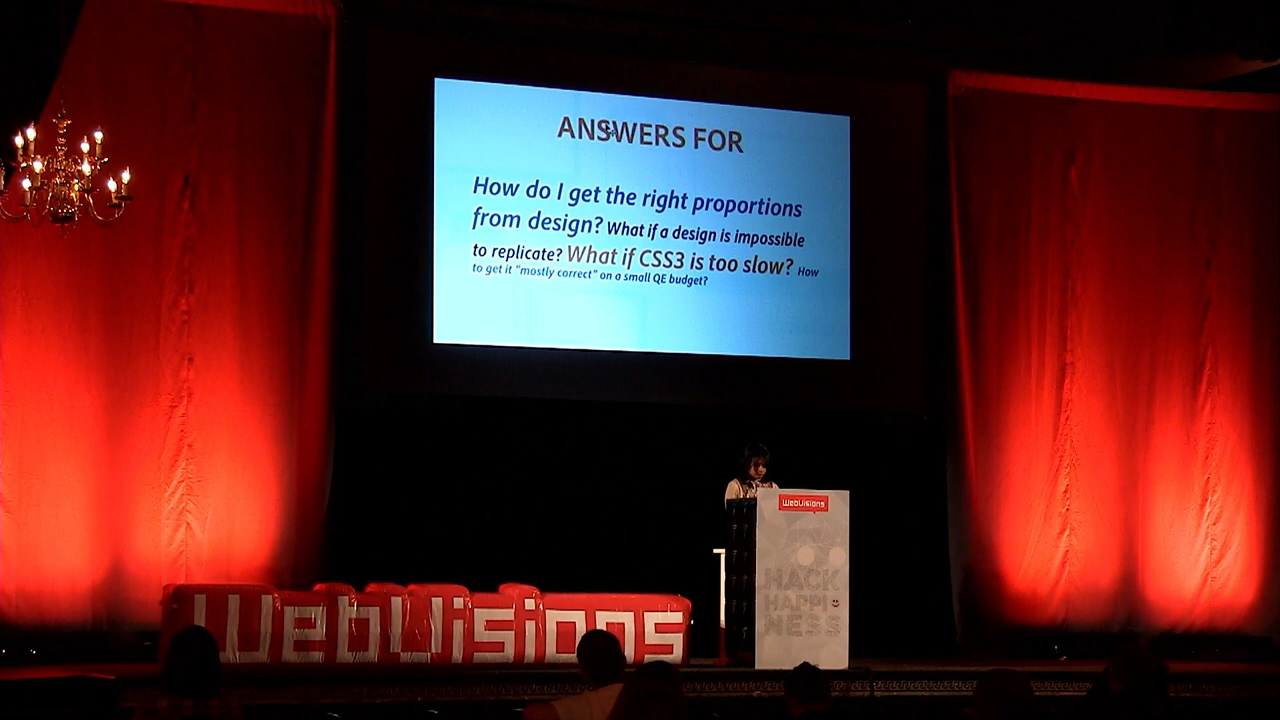 ANSWERS FOR
How do I get the right proportions
from design? What if a design is impossible
to replicate? What if CSS3 is too slow? How
to get it "mostly correct" on a small QE budget?
WebVisions
HACK
HAPPI
NESS
WebVisions